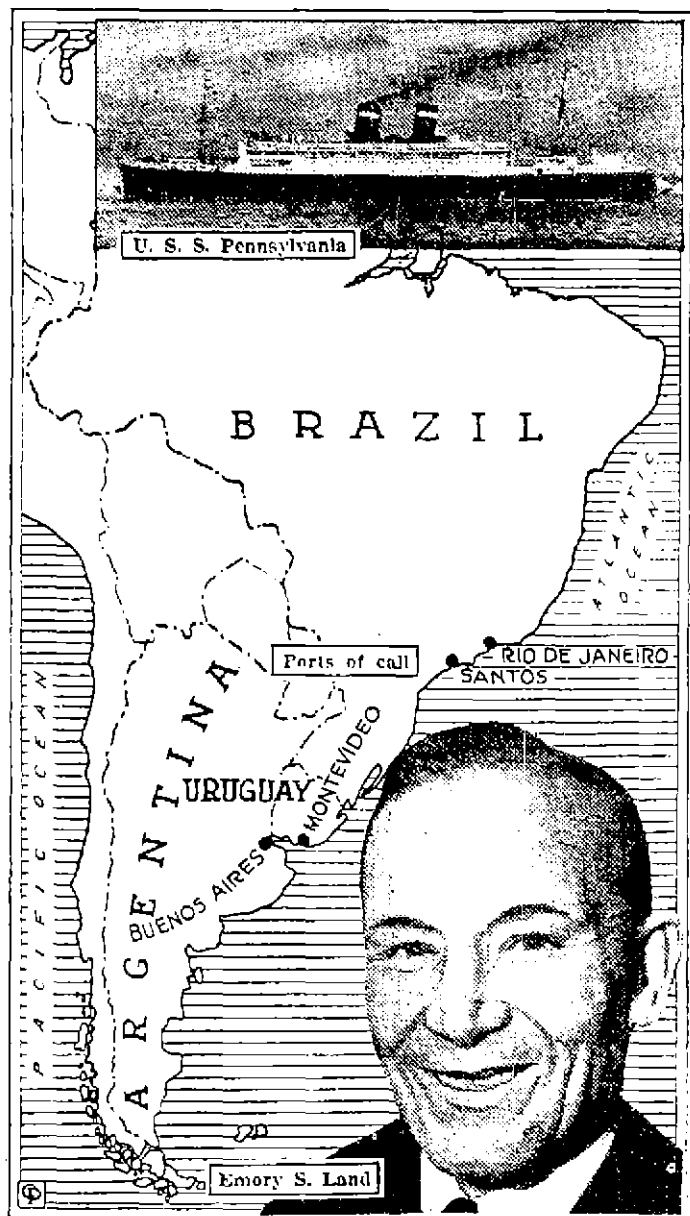 U. S. S. Pennsylvania
BRAZIL
ATLANTIC
OCEAN
Ports of call
RIO DE JANEIRO
SANTOS
PACIFIC OCEAN
ARGENTINA
URUGUAY
MONTEVIDEO
BUENOS AIRES
Emory S. Land
CP